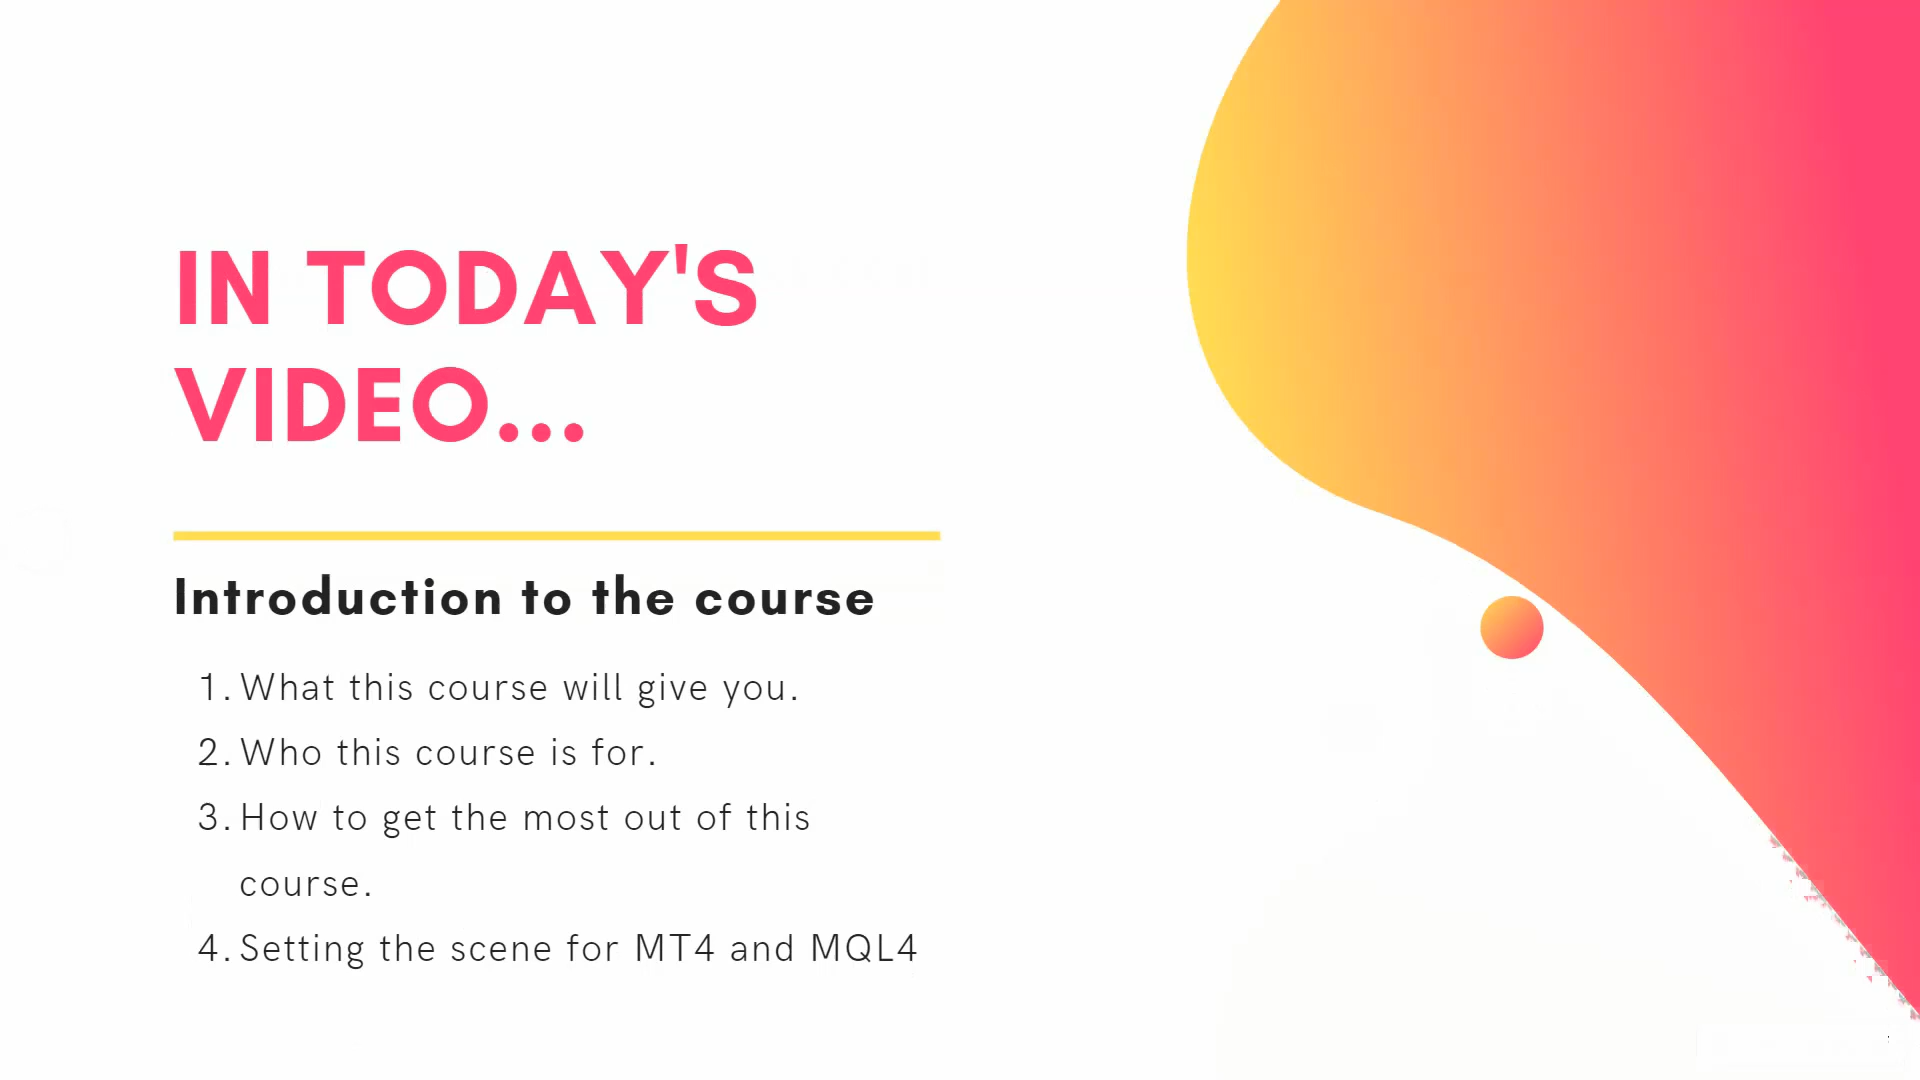 IN TODAY'S
VIDEO...
Introduction to the course
1. What this course will give you.
2. Who this course is for.
3. How to get the most out of this
course.
4. Setting the scene for MT4 and MQL4